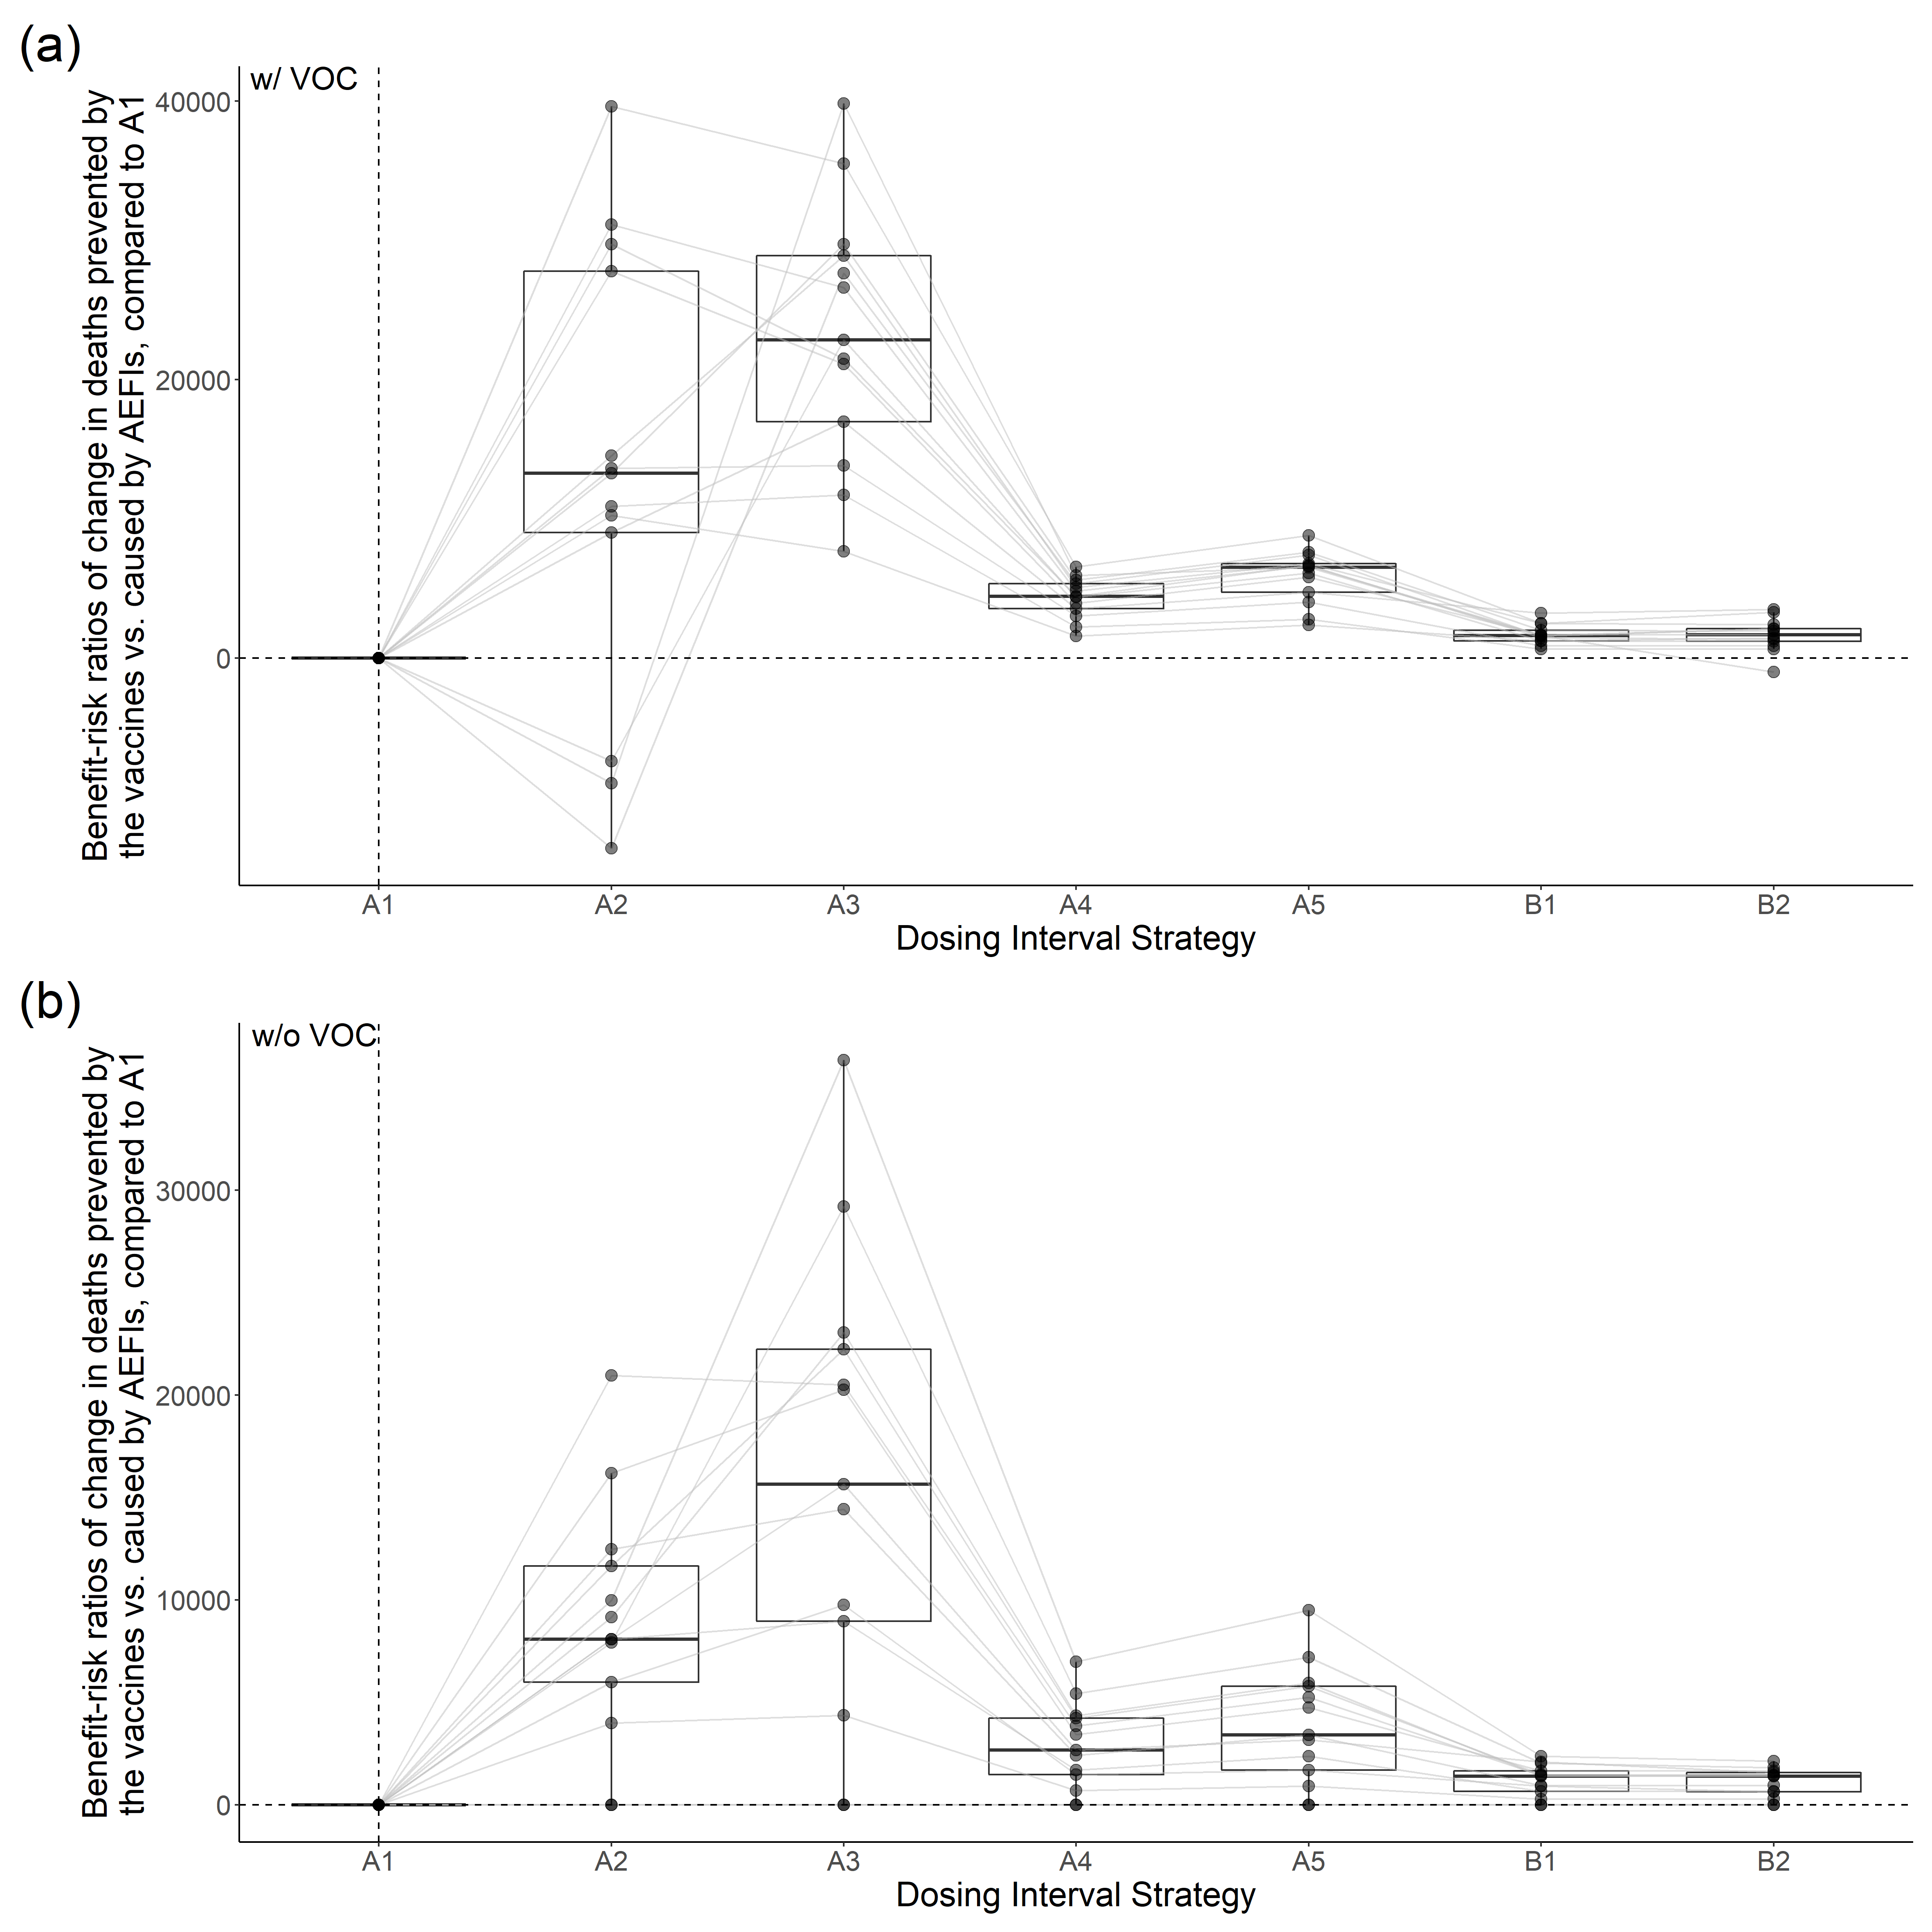 (a)
w/ VOC
Benefit-risk ratios of change in deaths prevented by
the vaccines vs. caused by AEFIs, compared to A1
40000
20000
0
A1 A2 A3 A4 A5 B1 B2
Dosing Interval Strategy
(b)
w/o VOC
Benefit-risk ratios of change in deaths prevented by
the vaccines vs. caused by AEFIs, compared to A1
30000
20000
10000
0
A1 A2 A3 A4 A5 B1 B2
Dosing Interval Strategy